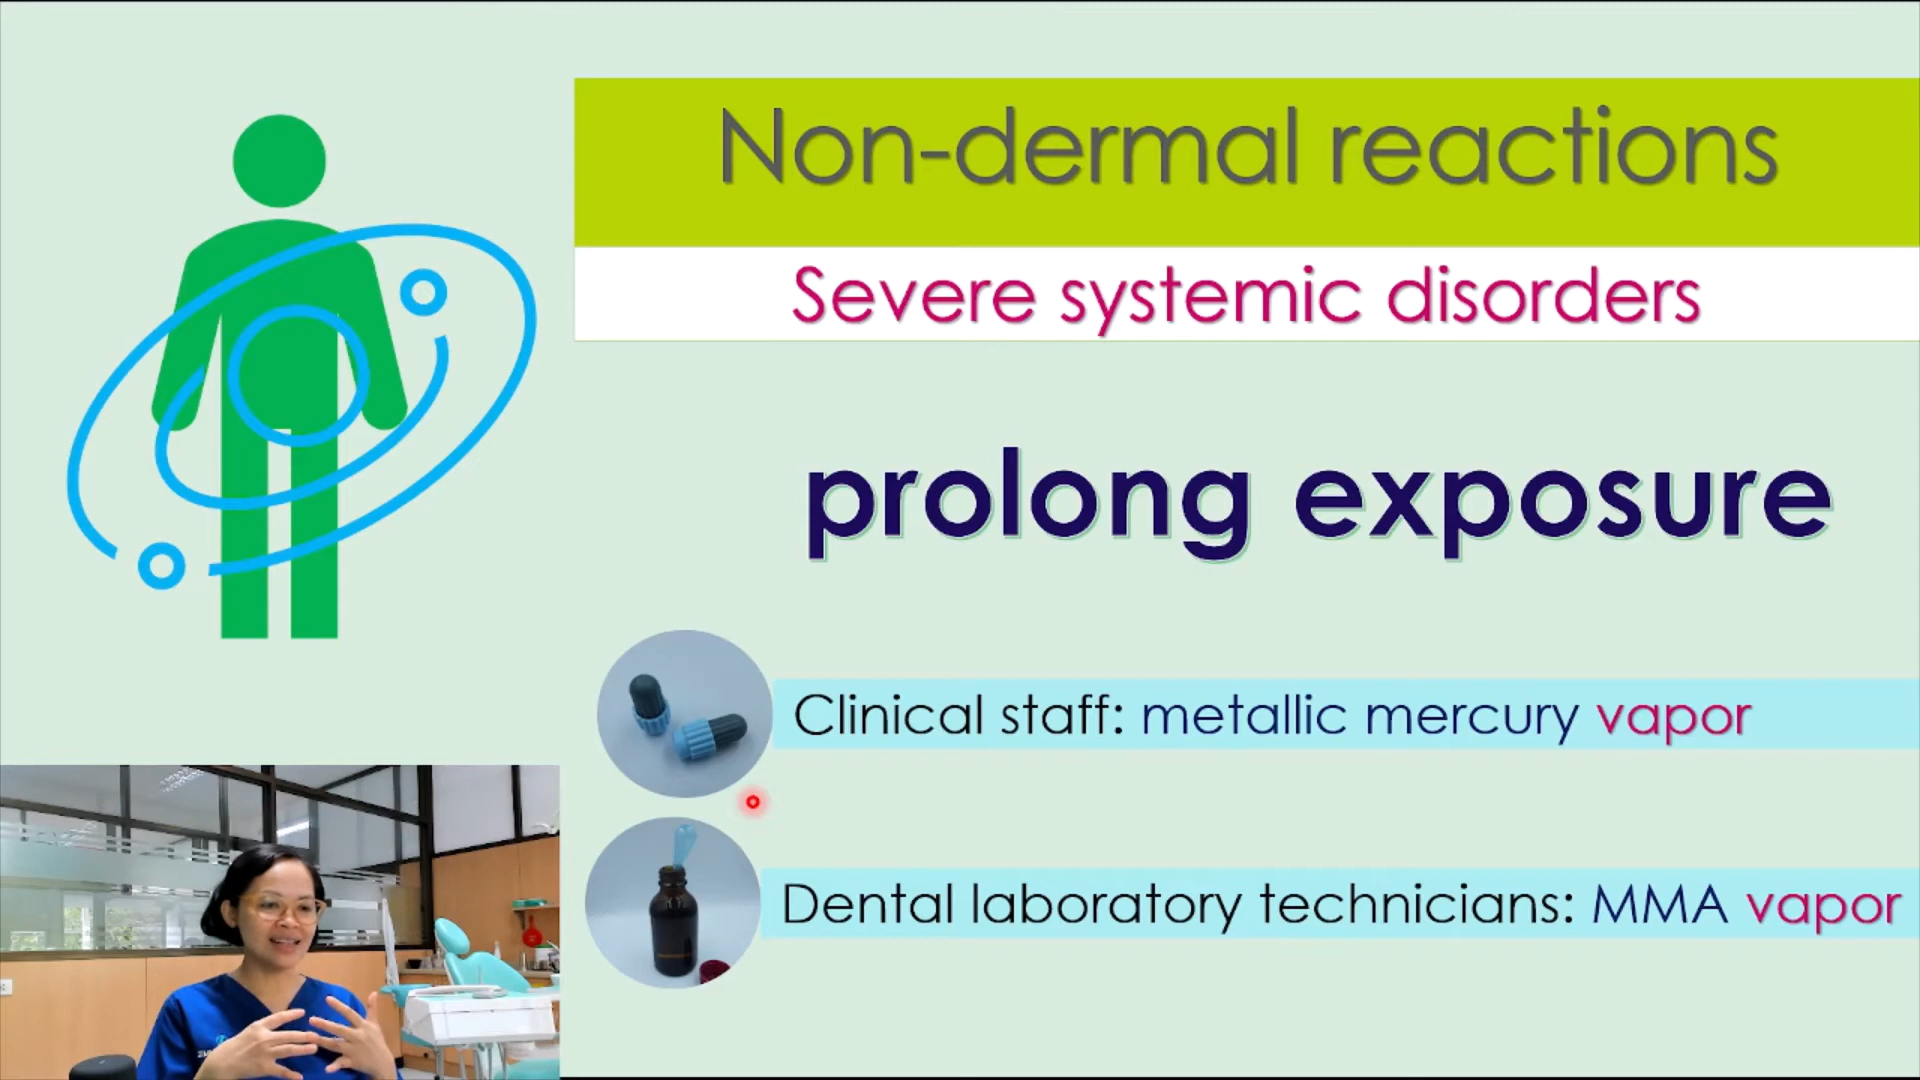 Non-dermal reactions
Severe systemic disorders
prolong exposure
Clinical staff: metallic mercury vapor
Dental laboratory technicians: MMA vapor